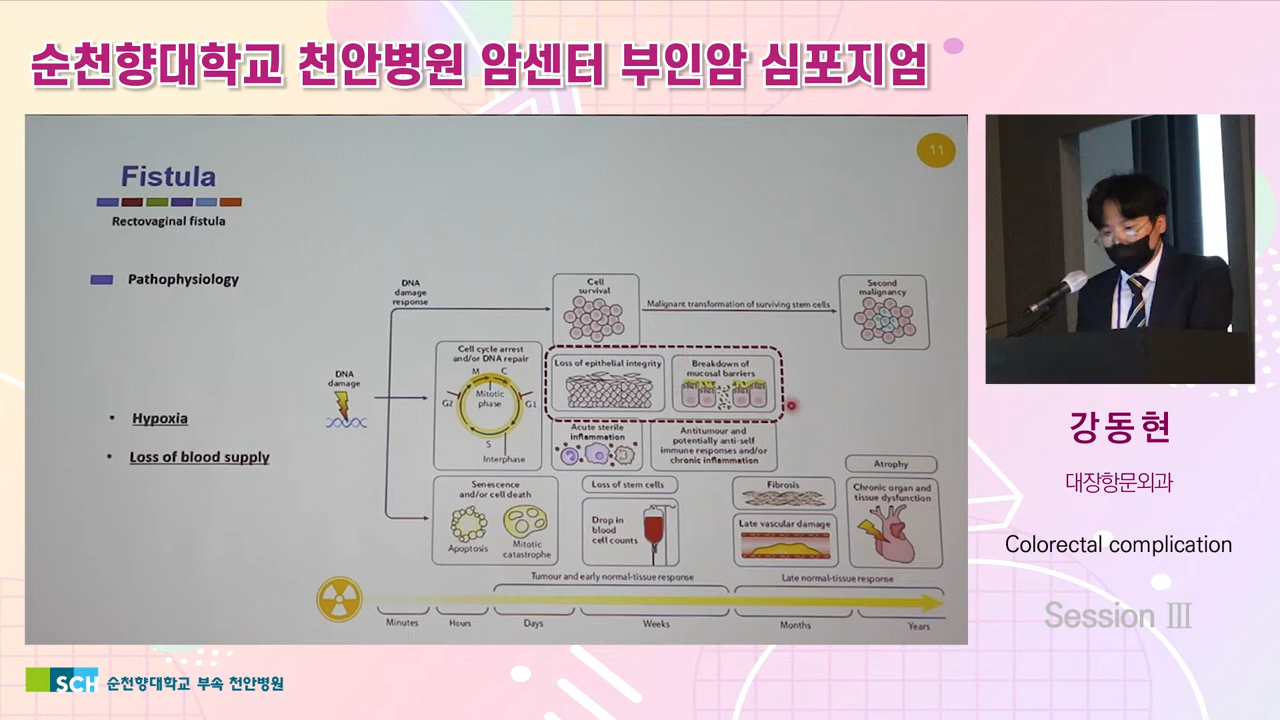 순천향대학교 천안병원 암센터 부인암 심포지엄
11
Fistula
Rectovaginal fistula
Pathophysiology
• Hypoxia
• Loss of blood supply
DNA
damage
response
Cell
survival
Malignant transformation of surviving stem cells
Second
malignancy
DNA
damage
Cell cycle arrest
and/or DNA repair
M C
Mitotic
phase
G2
G1
S
Interphase
Loss of epithelial integrity
Breakdown of
mucosal barriers
Acute sterile
inflammation
Antitumour and
potentially anti-self
immune responses and/or
chronic inflammation
Senescence
and/or cell death
Apoptosis
Mitotic
catastrophe
Loss of stem cells
Drop in
blood
cell counts
Fibrosis
Late vascular damage
Atrophy
Chronic organ and
tissue dysfunction
Tumour and early normal-tissue response
Late normal-tissue response
Minutes
Hours
Days
Weeks
Months
Years
강동현
대장항문외과
Colorectal complication
Session Ⅲ
SCH 순천향대학교 부속 천안병원